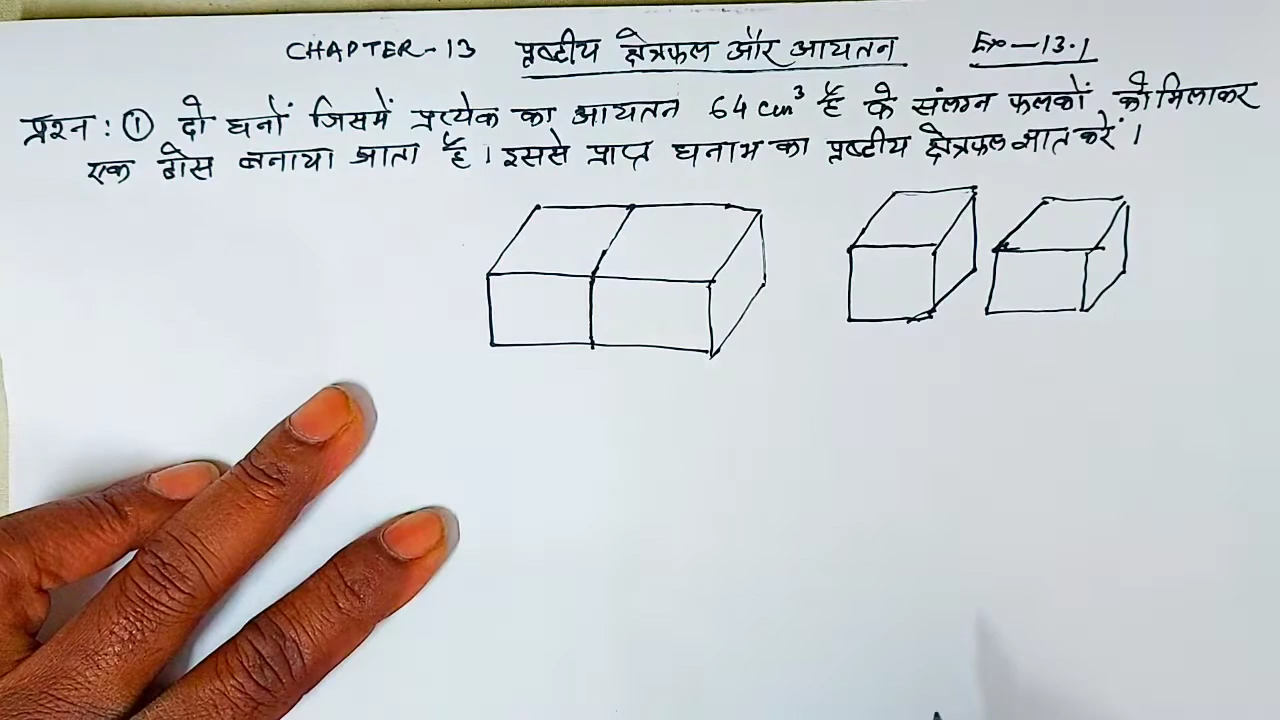 CHAPTER-13 पृष्टीय क्षेत्रफल और आयतन Ex-13.1
प्रश्न: ① दो घनों जिसमें प्रत्येक का आयतन 64 cm³ है के संलग्न फलकों को मिलाकर
एक ठोस बनाया जाता है। इससे प्राप्त घनाभ का पृष्टीय क्षेत्रफल ज्ञात करें।